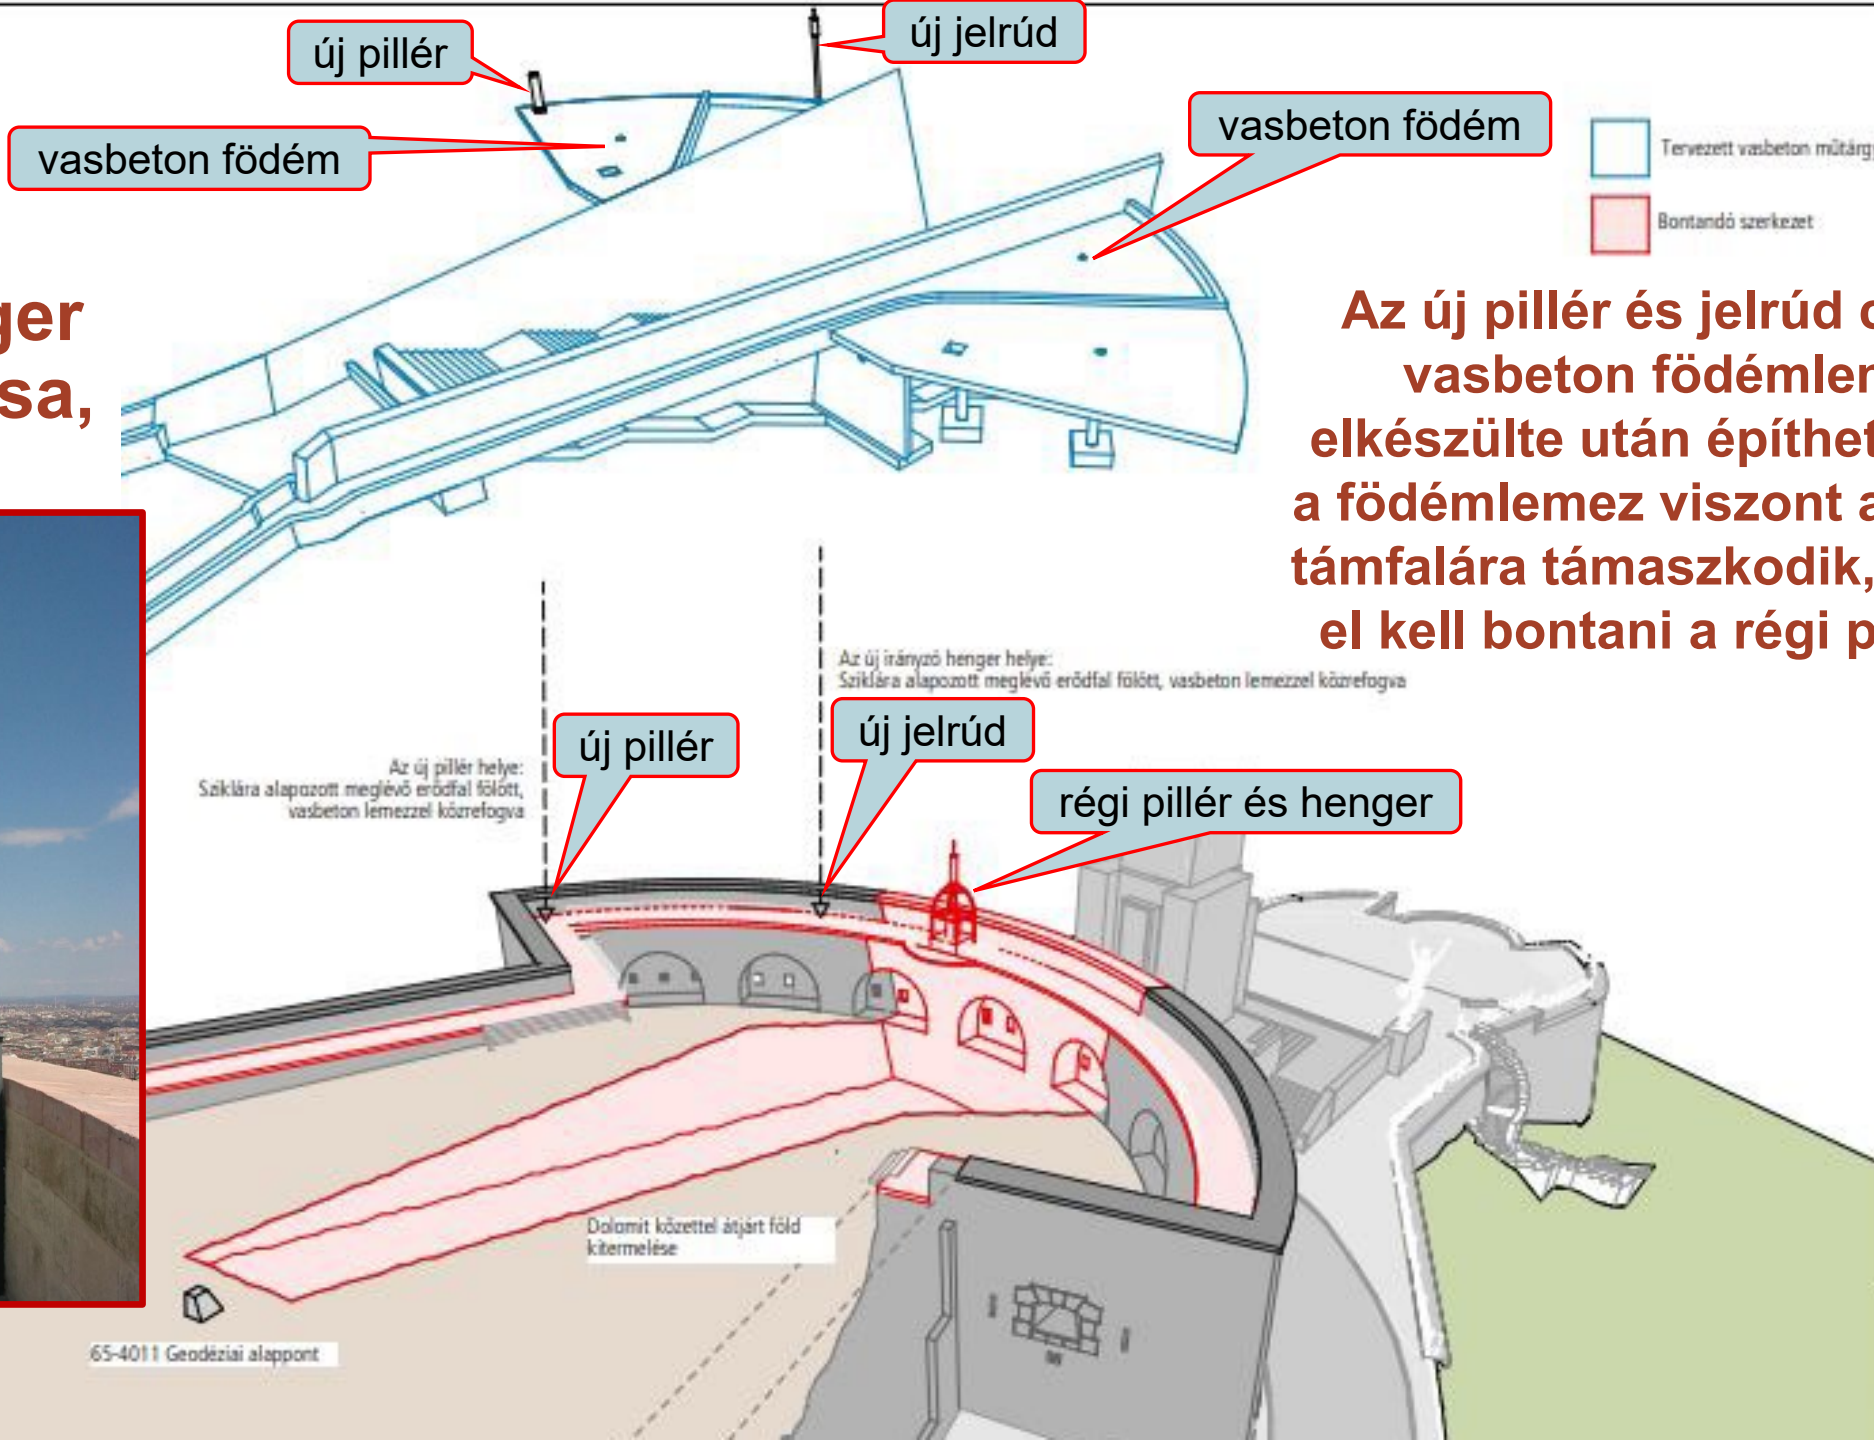 új pillér
új jelrúd
vasbeton födém
vasbeton födém
Tervezett vasbeton műtárg
Bontandó szerkezet
ger
sa,
Az új pillér és jelrúd
vasbeton födémlem
elkészülte után építhet
a födémlemez viszont a
támfalára támaszkodik,
el kell bontani a régi p
Az új irányzó henger helye:
Sziklára alapozott meglévő erődfal fölött, vasbeton lemezzel közrefogva
új pillér
új jelrúd
Az új pillér helye:
Sziklára alapozott meglévő erődfal fölött,
vasbeton lemezzel közrefogva
régi pillér és henger
Dolomit kőzettel átjárt föld
kitermelése
65-4011 Geodéziai alappont